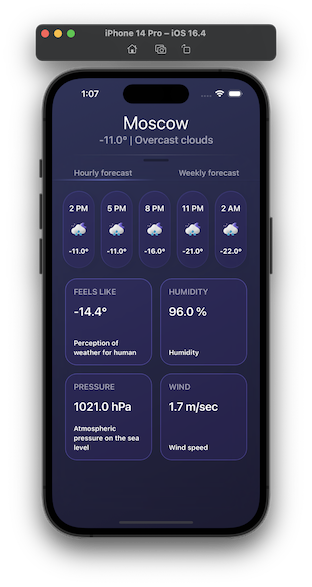 iPhone 14 Pro – iOS 16.4
1:07
Moscow
-11.0° | Overcast clouds
Hourly forecast Weekly forecast
2 PM 5 PM 8 PM 11 PM 2 AM
-11.0° -11.0° -16.0° -21.0° -22.0°
FEELS LIKE HUMIDITY
-14.4° 96.0 %
Perception of
weather for human Humidity
PRESSURE WIND
1021.0 hPa 1.7 m/sec
Atmospheric
pressure on the sea
level Wind speed